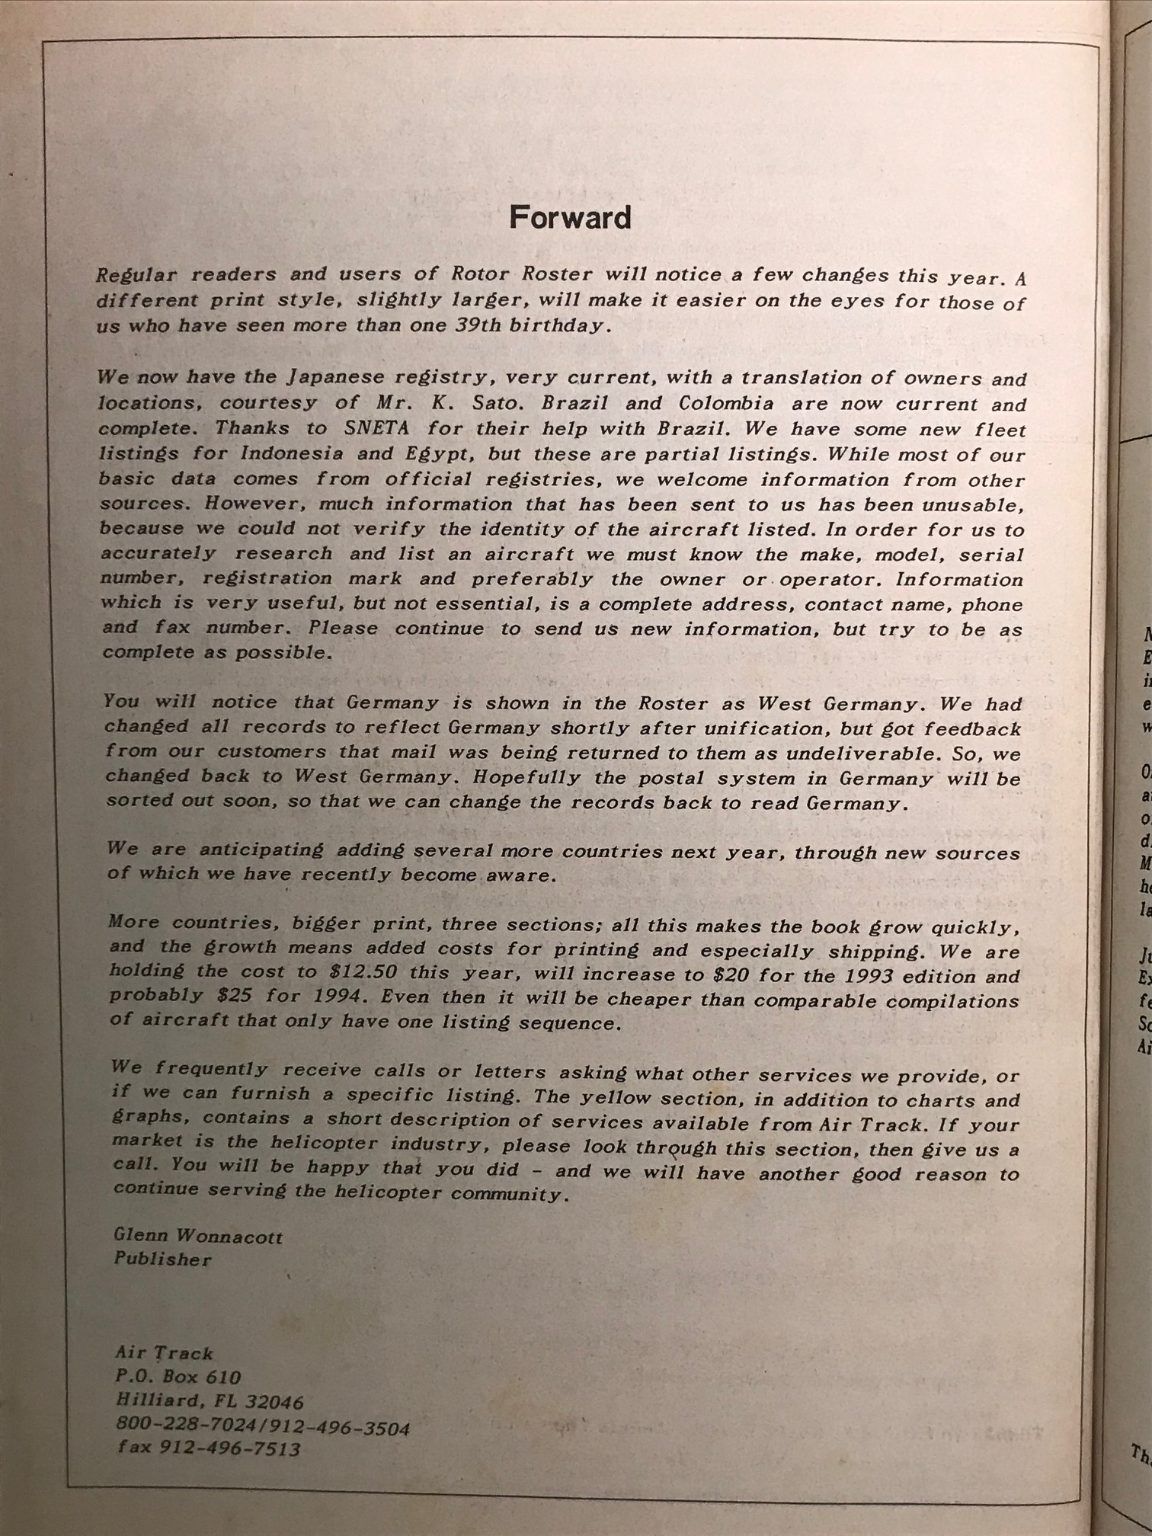 Forward
Regular readers and users of Rotor Roster will notice a few changes this year. A
different print style, slightly larger, will make it easier on the eyes for those of
us who have seen more than one 39th birthday.
We now have the Japanese registry, very current, with a translation of owners and
locations, courtesy of Mr. K. Sato. Brazil and Colombia are now current and
complete. Thanks to SNETA for their help with Brazil. We have some new fleet
listings for Indonesia and Egypt, but these are partial listings. While most of our
basic data comes from official registries, we welcome information from other
sources. However, much information that has been sent to us has been unusable,
because we could not verify the identity of the aircraft listed. In order for us to
accurately research and list an aircraft we must know the make, model, serial
number, registration mark and preferably the owner or operator. Information
which is very useful, but not essential, is a complete address, contact name, phone
and fax number. Please continue to send us new information, but try to be as
complete as possible.
You will notice that Germany is shown in the Roster as West Germany. We had
changed all records to reflect Germany shortly after unification, but got feedback
from our customers that mail was being returned to them as undeliverable. So, we
changed back to West Germany. Hopefully the postal system in Germany will be
sorted out soon, so that we can change the records back to read Germany.
We are anticipating adding several more countries next year, through new sources
of which we have recently become aware.
More countries, bigger print, three sections; all this makes the book grow quickly,
and the growth means added costs for printing and especially shipping. We are
holding the cost to $12.50 this year, will increase to $20 for the 1993 edition and
probably $25 for 1994. Even then it will be cheaper than comparable compilations
of aircraft that only have one listing sequence.
We frequently receive calls or letters asking what other services we provide, or
if we can furnish a specific listing. The yellow section, in addition to charts and
graphs, contains a short description of services available from Air Track. If your
market is the helicopter industry, please look through this section, then give us a
call. You will be happy that you did - and we will have another good reason to
continue serving the helicopter community.
Glenn Wonnacott
Publisher
Air Track
P.O. Box 610
Hilliard, FL 32046
800-228-7024/912-496-3504
fax 912-496-7513